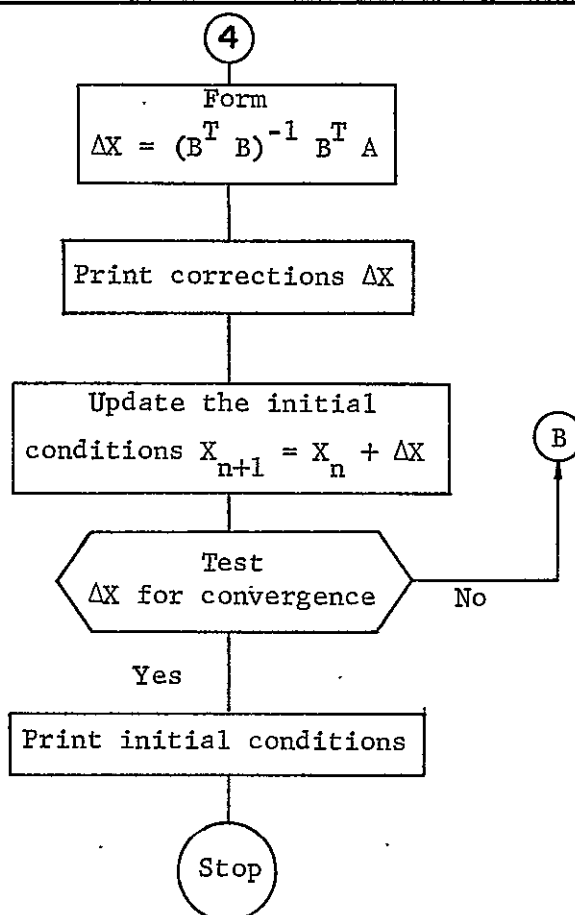 4
Form
ΔX = (B^T B)^-1 B^T A
Print corrections ΔX
Update the initial
conditions X_n+1 = X_n + ΔX
B
Test
ΔX for convergence
No
Yes
Print initial conditions
Stop